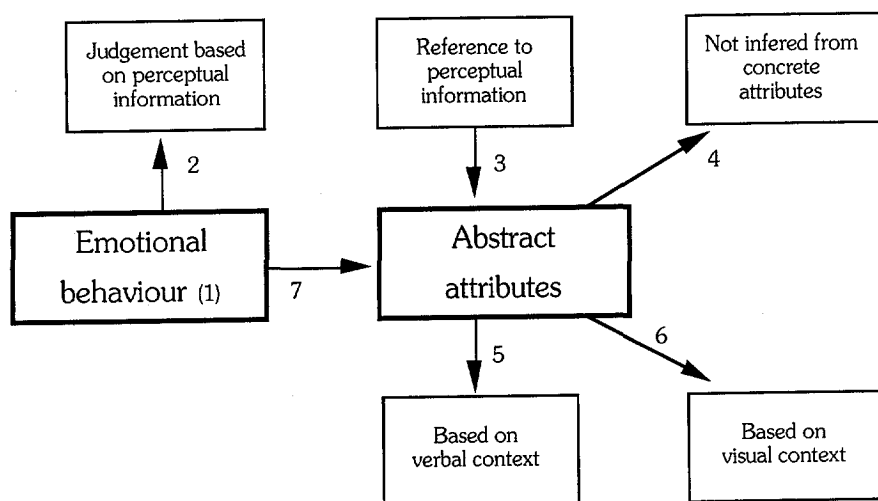 Judgement based
on perceptual
information
Reference to
perceptual
information
Not infered from
concrete
attributes
2
3
4
Emotional
behaviour (1)
7
Abstract
attributes
5
6
Based on
verbal context
Based on
visual context